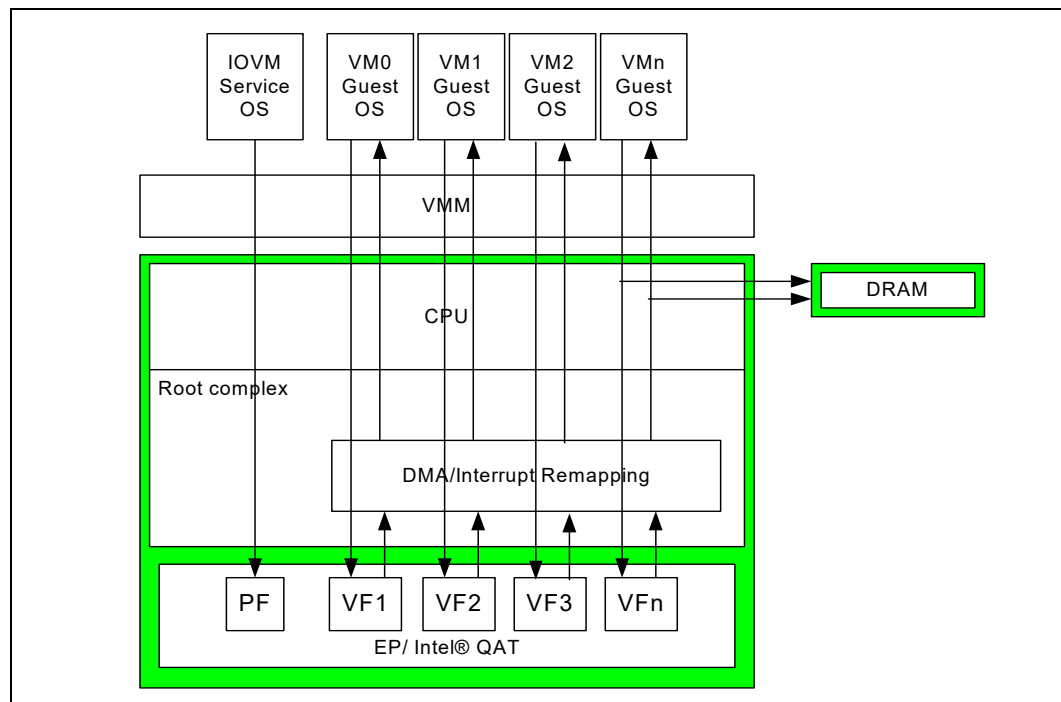 IOVM
Service
OS
VM0
Guest
OS
VM1
Guest
OS
VM2
Guest
OS
VMn
Guest
OS
VMM
CPU
DRAM
Root complex
DMA/Interrupt Remapping
PF
VF1
VF2
VF3
VFn
EP/ Intel® QAT